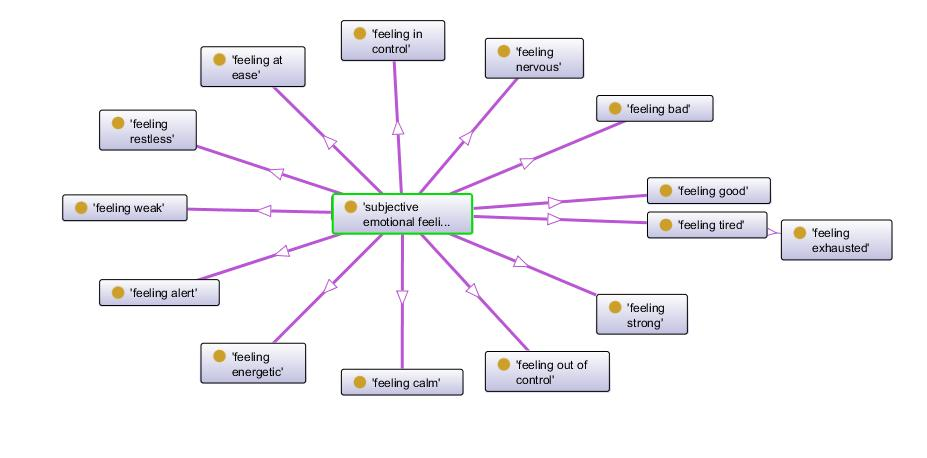 'feeling in
control'
'feeling
nervous'
'feeling at
ease'
'feeling bad'
'feeling
restless'
'feeling good'
'feeling weak'
'subjective
emotional feeli...
'feeling tired'
'feeling
exhausted'
'feeling alert'
'feeling
strong'
'feeling
energetic'
'feeling calm'
'feeling out of
control'